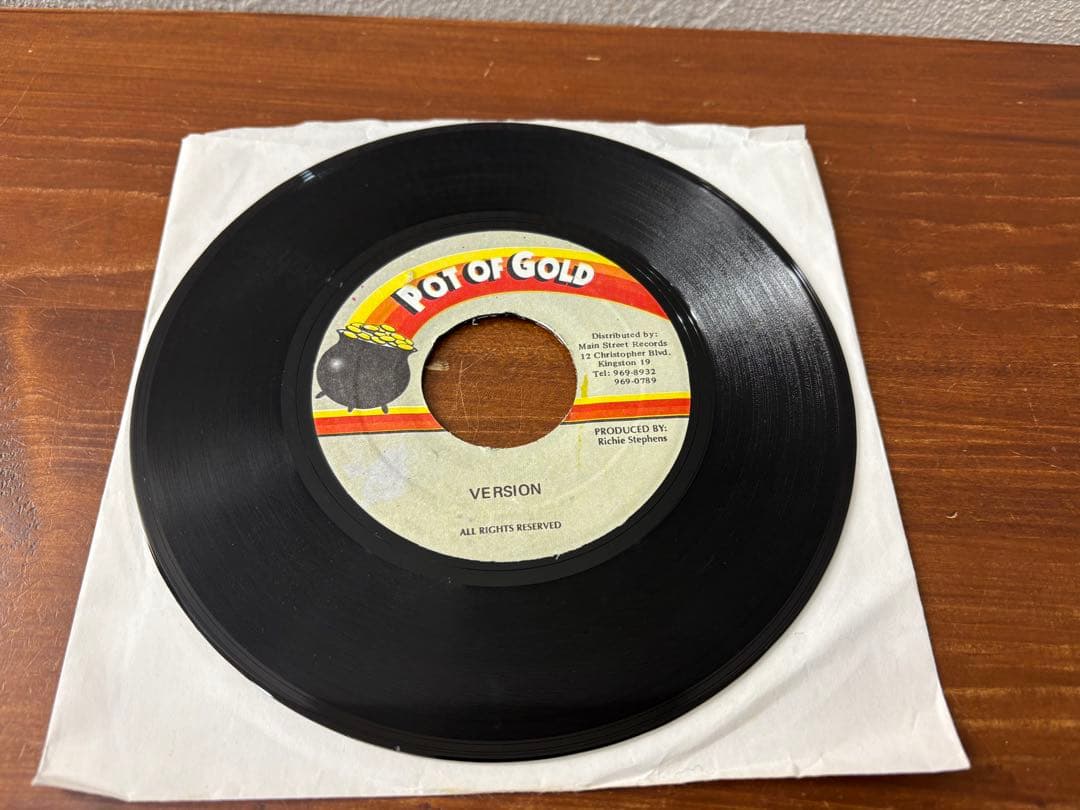 POT OF GOLD
Distributed by:
Main Street Records
12 Christopher Blvd.
Kingston 19
Tel: 969-8932
969-0789
PRODUCED BY:
Richie Stephens
VERSION
ALL RIGHTS RESERVED